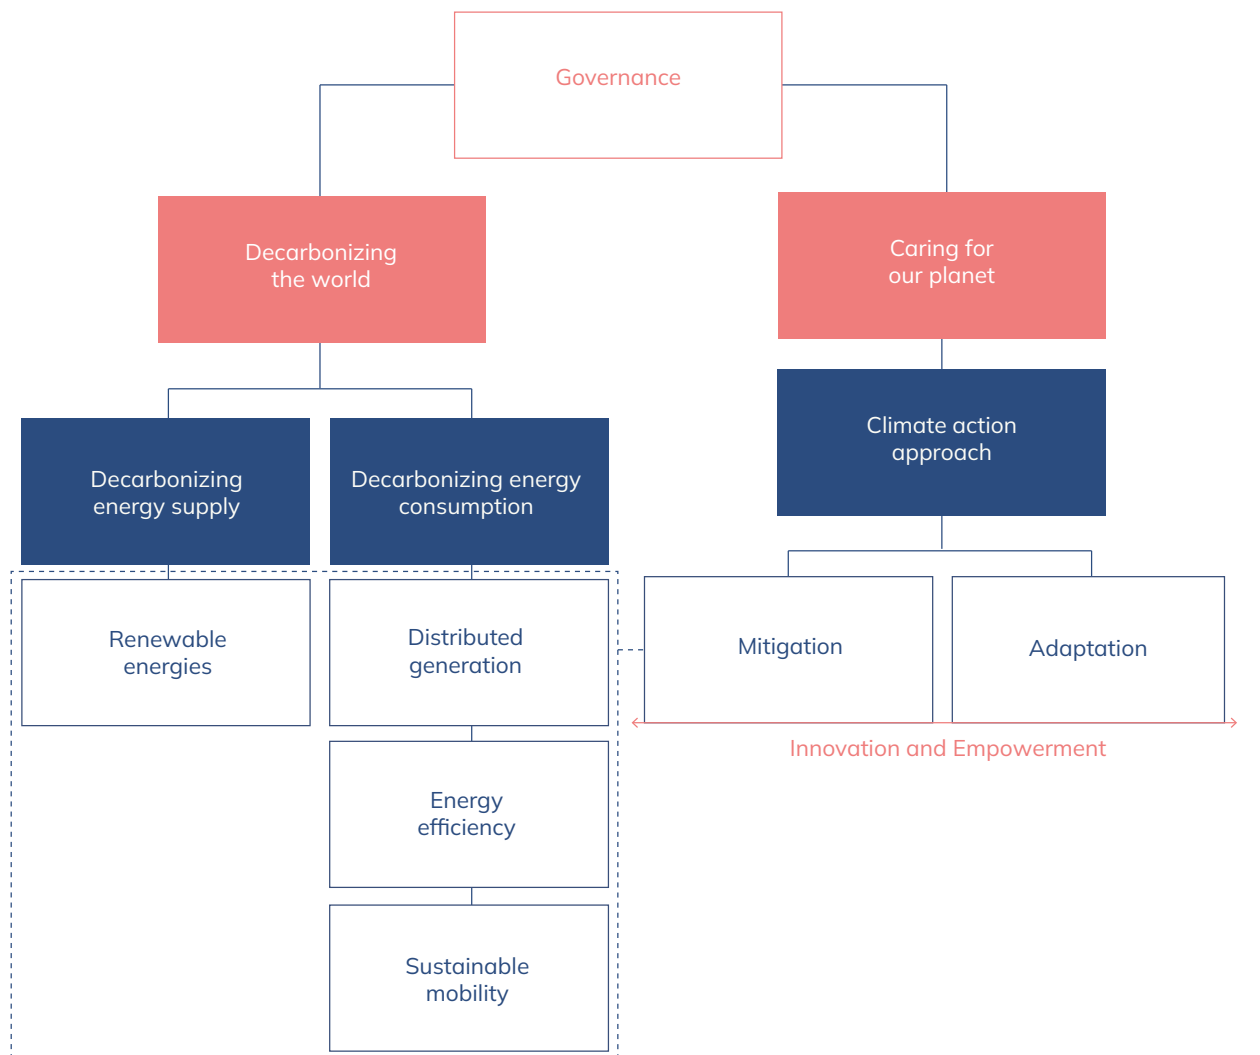 Governance
Decarbonizing
the world
Caring for
our planet
Climate action
approach
Decarbonizing
energy supply
Decarbonizing energy
consumption
Renewable
energies
Distributed
generation
Mitigation
Adaptation
Innovation and Empowerment
Energy
efficiency
Sustainable
mobility